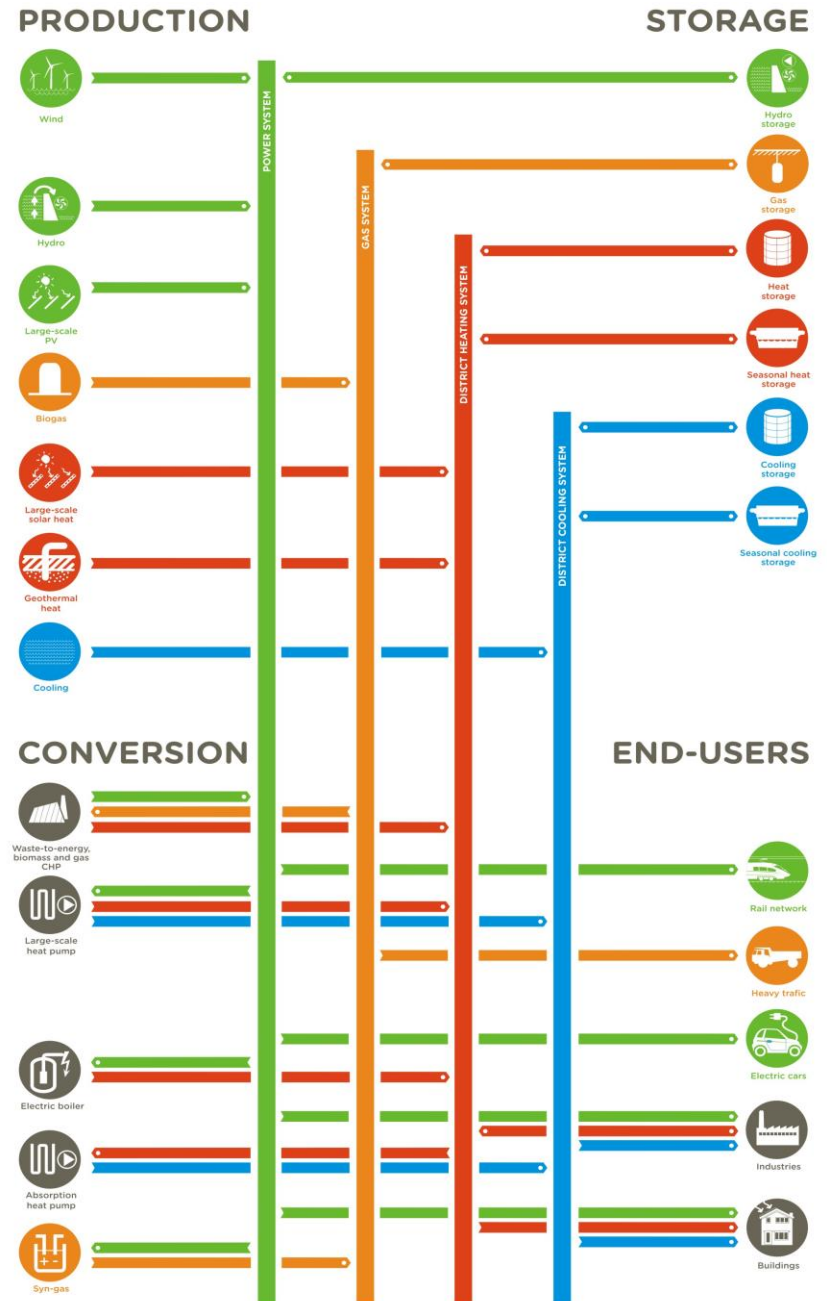 PRODUCTION
STORAGE
Wind
Hydro
storage
POWER SYSTEM
Gas
storage
GAS SYSTEM
Hydro
Heat
storage
DISTRICT HEATING SYSTEM
Large-scale
PV
Seasonal heat
storage
Biogas
Cooling
storage
DISTRICT COOLING SYSTEM
Large-scale
solar heat
Seasonal cooling
storage
Geothermal
heat
Cooling
CONVERSION
END-USERS
Waste-to-energy,
biomass and gas
CHP
Rail network
Large-scale
heat pump
Heavy trafic
Electric cars
Electric boiler
Industries
Absorption
heat pump
Buildings
+ -
Syn-gas